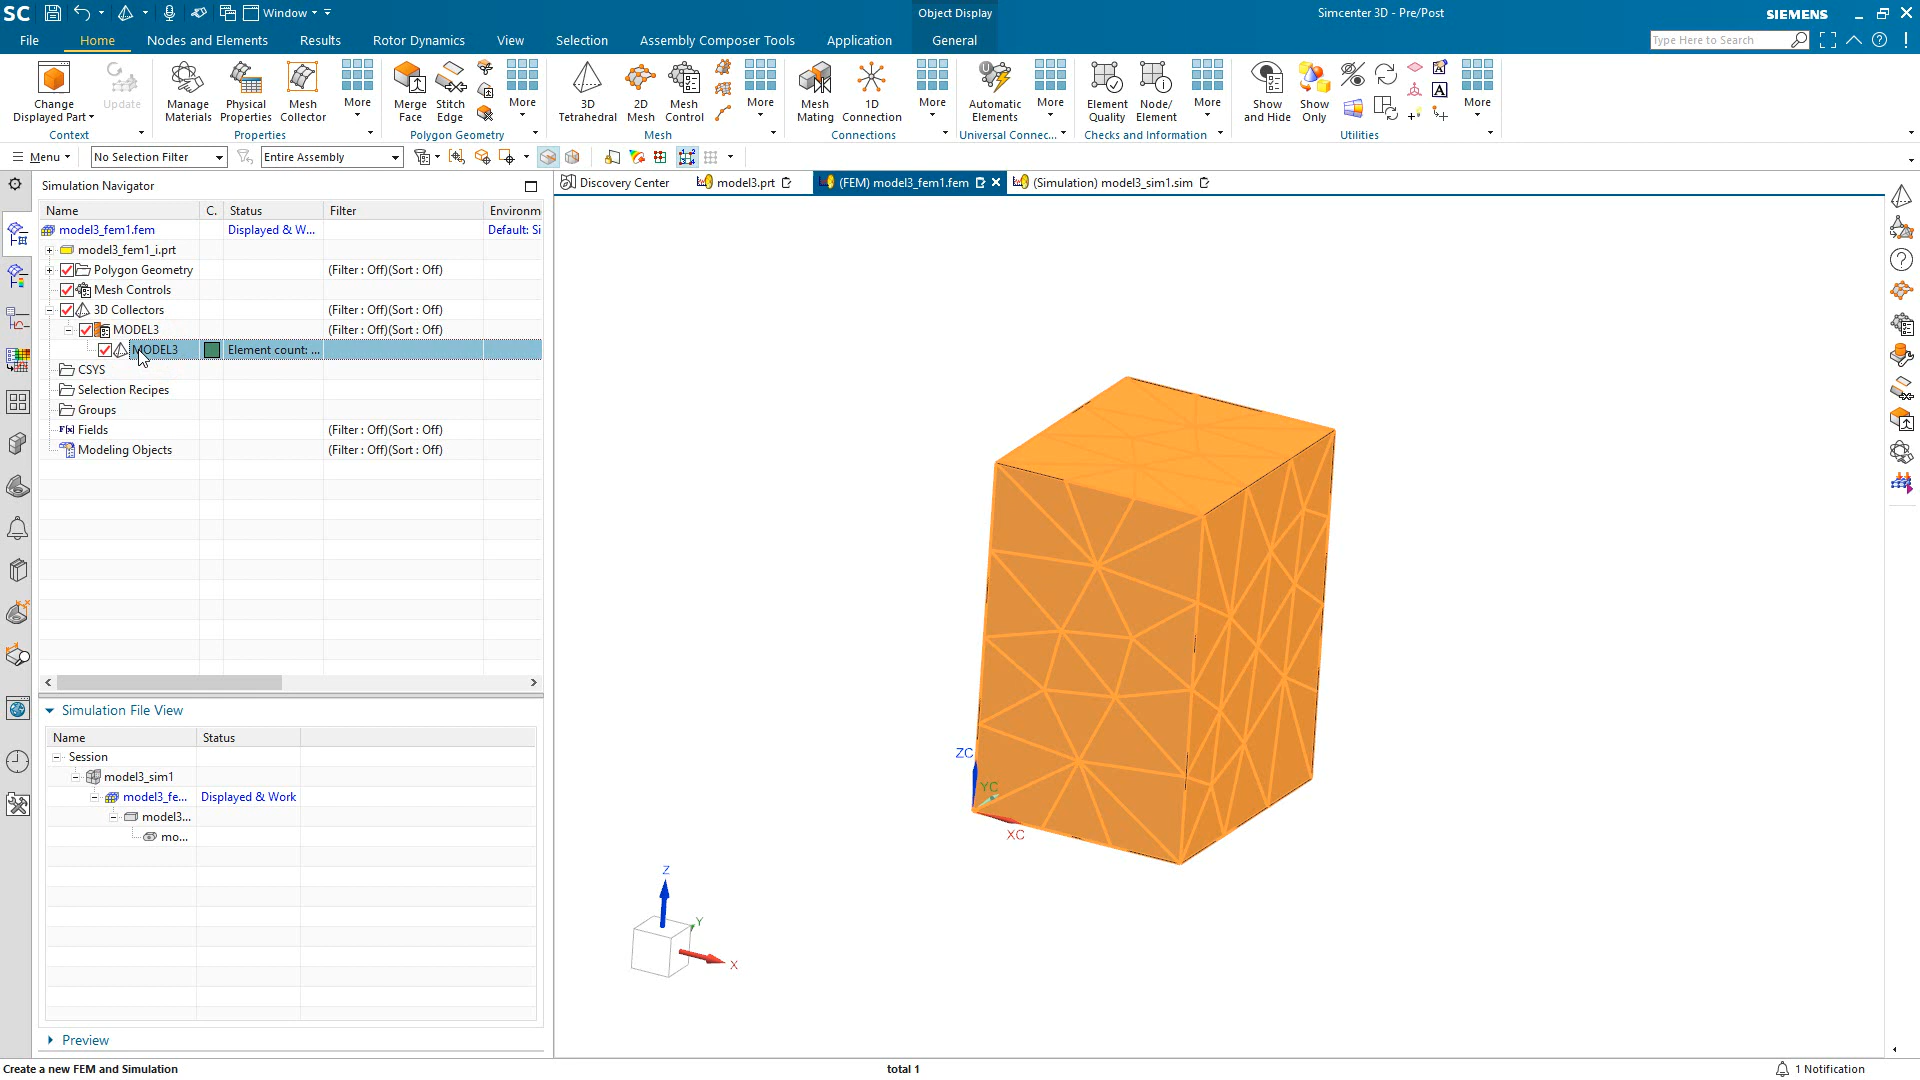 SC
Window
Object Display
Simcenter 3D - Pre/Post
SIEMENS
File
Home
Nodes and Elements
Results
Rotor Dynamics
View
Selection
Assembly Composer Tools
Application
General
Type Here to Search
Change Displayed Part
Update
Manage Materials
Physical Properties
Mesh Collector
More
Merge Face
Stitch Edge
More
3D Tetrahedral
2D Mesh
Mesh Control
More
Mesh Mating
1D Connection
More
Automatic Elements
More
Element Quality
Node/ Element
More
Show and Hide
Show Only
More
Context
Properties
Polygon Geometry
Mesh
Connections
Universal Connec...
Checks and Information
Utilities
Menu
No Selection Filter
Entire Assembly
Simulation Navigator
Discovery Center
model3.prt
(FEM) model3_fem1.fem
(Simulation) model3_sim1.sim
Name
C.
Status
Filter
Environm
model3_fem1.fem
Displayed & W...
Default: Si
model3_fem1_i.prt
Polygon Geometry
(Filter : Off)(Sort : Off)
Mesh Controls
3D Collectors
(Filter : Off)(Sort : Off)
MODEL3
(Filter : Off)(Sort : Off)
MODEL3
Element count: ...
CSYS
Selection Recipes
Groups
Fields
(Filter : Off)(Sort : Off)
Modeling Objects
(Filter : Off)(Sort : Off)
Simulation File View
Name
Status
Session
model3_sim1
model3_fe...
Displayed & Work
model3...
mo...
Preview
ZC
YC
XC
Z
Y
X
Create a new FEM and Simulation
total 1
1 Notification